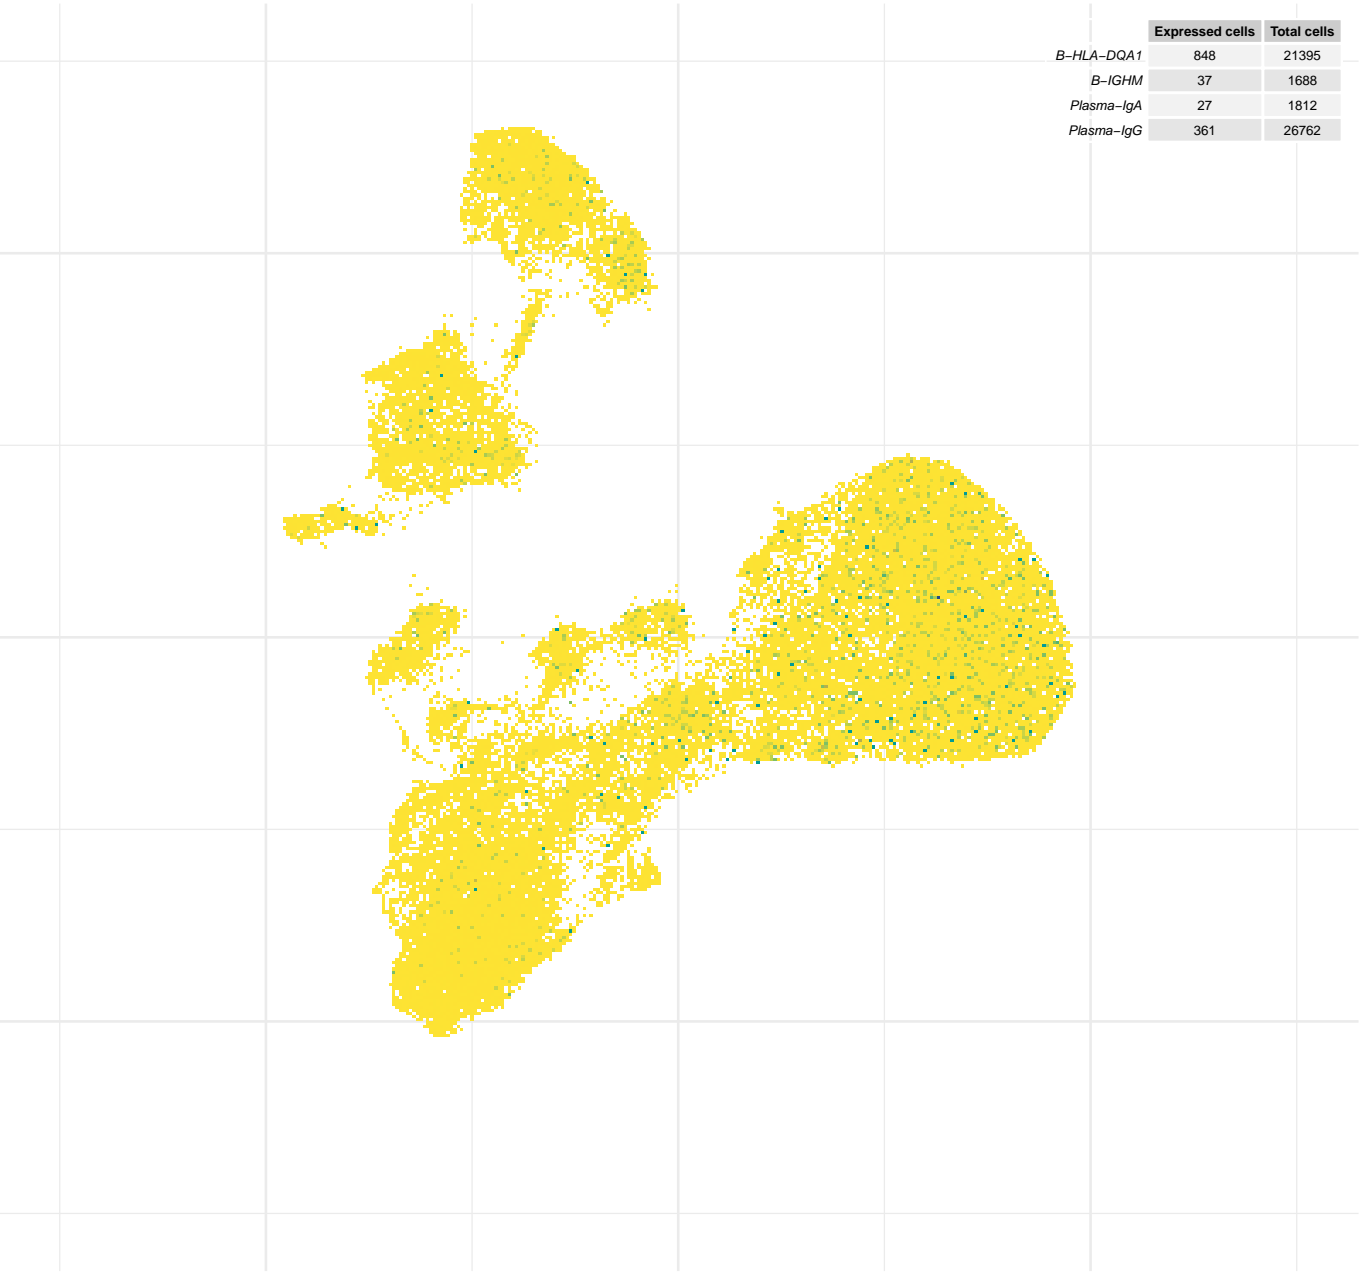 Expressed cells Total cells
B−HLA−DQA1 848 21395
B−IGHM 37 1688
Plasma−IgA 27 1812
Plasma−IgG 361 26762